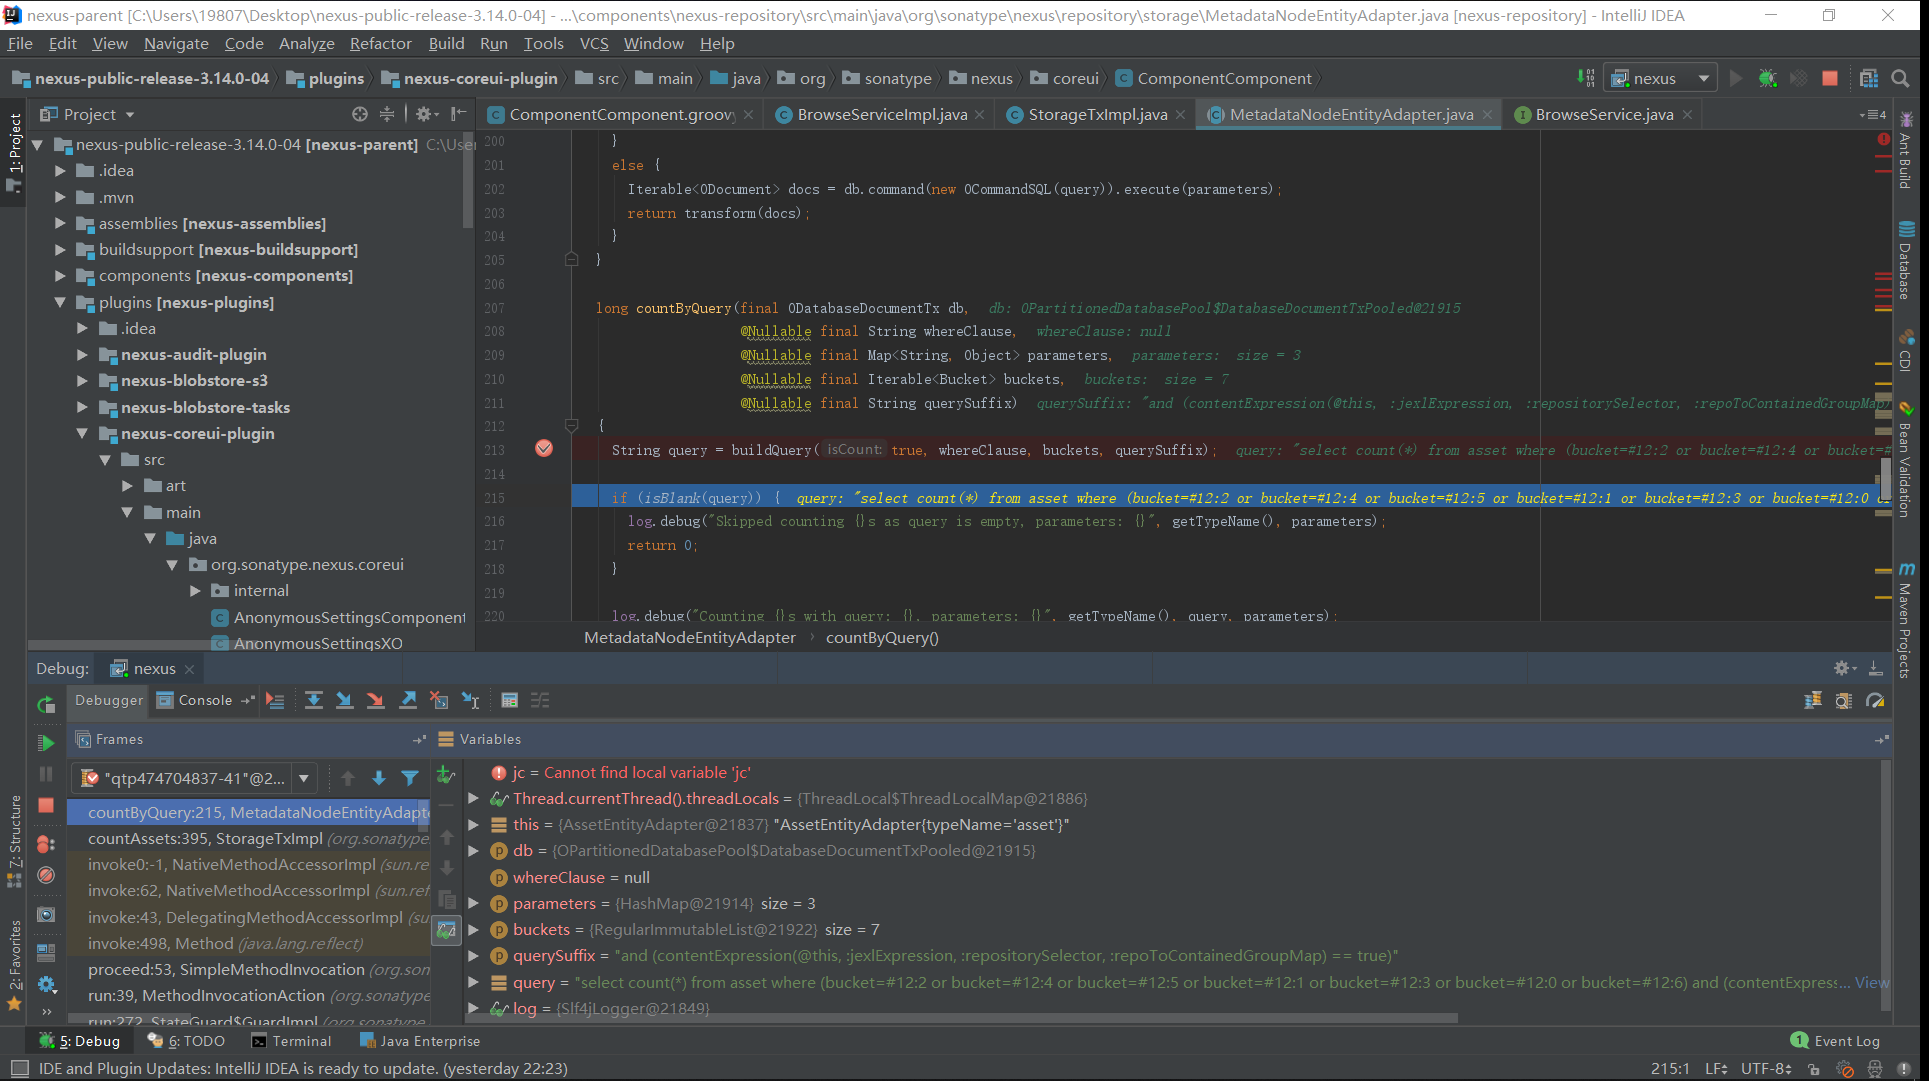 nexus-parent [C:\Users\19807\Desktop\nexus-public-release-3.14.0-04] - ...\components\nexus-repository\src\main\java\org\sonatype\nexus\repository\storage\MetadataNodeEntityAdapter.java [nexus-repository] - IntelliJ IDEA
File Edit View Navigate Code Analyze Refactor Build Run Tools VCS Window Help
nexus-public-release-3.14.0-04 plugins nexus-coreui-plugin src main java org sonatype nexus coreui ComponentComponent nexus
Project
ComponentComponent.groovy BrowseServiceImpl.java StorageTxImpl.java MetadataNodeEntityAdapter.java BrowseService.java 4
1: Project
Z: Structure
2: Favorites
nexus-public-release-3.14.0-04 [nexus-parent] C:\Use
.idea
.mvn
assemblies [nexus-assemblies]
buildsupport [nexus-buildsupport]
components [nexus-components]
plugins [nexus-plugins]
.idea
nexus-audit-plugin
nexus-blobstore-s3
nexus-blobstore-tasks
nexus-coreui-plugin
src
art
main
java
org.sonatype.nexus.coreui
internal
AnonymousSettingsComponent
AnonymousSettingsXO
200 }
201 else {
202 Iterable<ODocument> docs = db.command(new OCommandSQL(query)).execute(parameters);
203 return transform(docs);
204 }
205 }
206
207 long countByQuery(final ODatabaseDocumentTx db, db: OPartitionedDatabasePool$DatabaseDocumentTxPooled@21915
208 @Nullable final String whereClause, whereClause: null
209 @Nullable final Map<String, Object> parameters, parameters: size = 3
210 @Nullable final Iterable<Bucket> buckets, buckets: size = 7
211 @Nullable final String querySuffix) querySuffix: "and (contentExpression(@this, :jexlExpression, :repositorySelector, :repoToContainedGroupMap)
212 {
213 String query = buildQuery( isCount: true, whereClause, buckets, querySuffix); query: "select count(*) from asset where (bucket=#12:2 or bucket=#12:4 or bucket=#
214
215 if (isBlank(query)) { query: "select count(*) from asset where (bucket=#12:2 or bucket=#12:4 or bucket=#12:5 or bucket=#12:1 or bucket=#12:3 or bucket=#12:0 or
216 log.debug("Skipped counting {}s as query is empty, parameters: {}", getTypeName(), parameters);
217 return 0;
218 }
219
220 log.debug("Counting {}s with query: {}, parameters: {}", getTypeName(), query, parameters);
MetadataNodeEntityAdapter countByQuery()
Ant Build
Database
CDI
Bean Validation
Maven Projects
Debug: nexus
Debugger Console
Frames
"qtp474704837-41"@2...
countByQuery:215, MetadataNodeEntityAdapte
countAssets:395, StorageTxImpl (org.sonatype
invoke0:-1, NativeMethodAccessorImpl (sun.re
invoke:62, NativeMethodAccessorImpl (sun.refl
invoke:43, DelegatingMethodAccessorImpl (su
invoke:498, Method (java.lang.reflect)
proceed:53, SimpleMethodInvocation (org.son
run:39, MethodInvocationAction (org.sonatype
run:272, StateGuard$GuardImpl (org.sonatype
Variables
jc = Cannot find local variable 'jc'
Thread.currentThread().threadLocals = {ThreadLocal$ThreadLocalMap@21886}
this = {AssetEntityAdapter@21837} "AssetEntityAdapter{typeName='asset'}"
db = {OPartitionedDatabasePool$DatabaseDocumentTxPooled@21915}
whereClause = null
parameters = {HashMap@21914} size = 3
buckets = {RegularImmutableList@21922} size = 7
querySuffix = "and (contentExpression(@this, :jexlExpression, :repositorySelector, :repoToContainedGroupMap) == true)"
query = "select count(*) from asset where (bucket=#12:2 or bucket=#12:4 or bucket=#12:5 or bucket=#12:1 or bucket=#12:3 or bucket=#12:0 or bucket=#12:6) and (contentExpress... View
log = {Slf4jLogger@21849}
5: Debug 6: TODO Terminal Java Enterprise 1 Event Log
IDE and Plugin Updates: IntelliJ IDEA is ready to update. (yesterday 22:23) 215:1 LF UTF-8